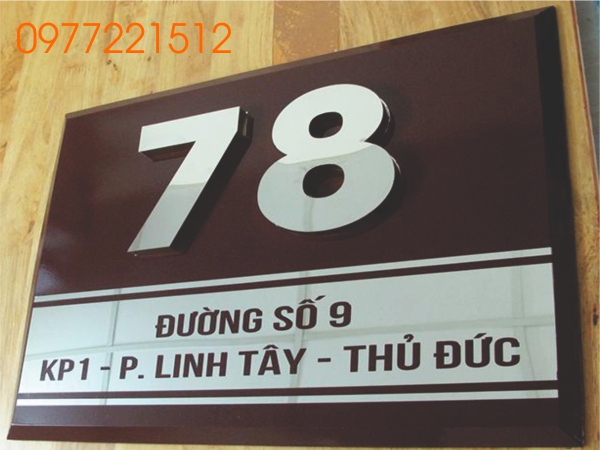 0977221512
78
ĐƯỜNG SỐ 9
KP1 - P. LINH TÂY - THỦ ĐỨC